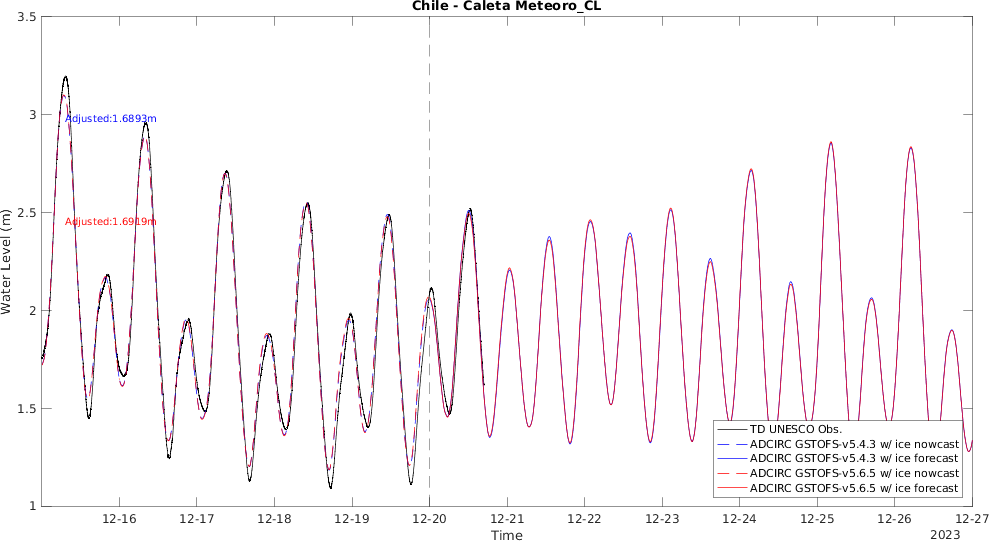 Chile - Caleta Meteoro_CL
3.5
3
2.5
2
1.5
1
Water Level (m)
Adjusted:1.6893m
Adjusted:1.6919m
TD UNESCO Obs.
ADCIRC GSTOFS-v5.4.3 w/ ice nowcast
ADCIRC GSTOFS-v5.4.3 w/ ice forecast
ADCIRC GSTOFS-v5.6.5 w/ ice nowcast
ADCIRC GSTOFS-v5.6.5 w/ ice forecast
12-16 12-17 12-18 12-19 12-20 12-21 12-22 12-23 12-24 12-25 12-26 12-27
Time
2023